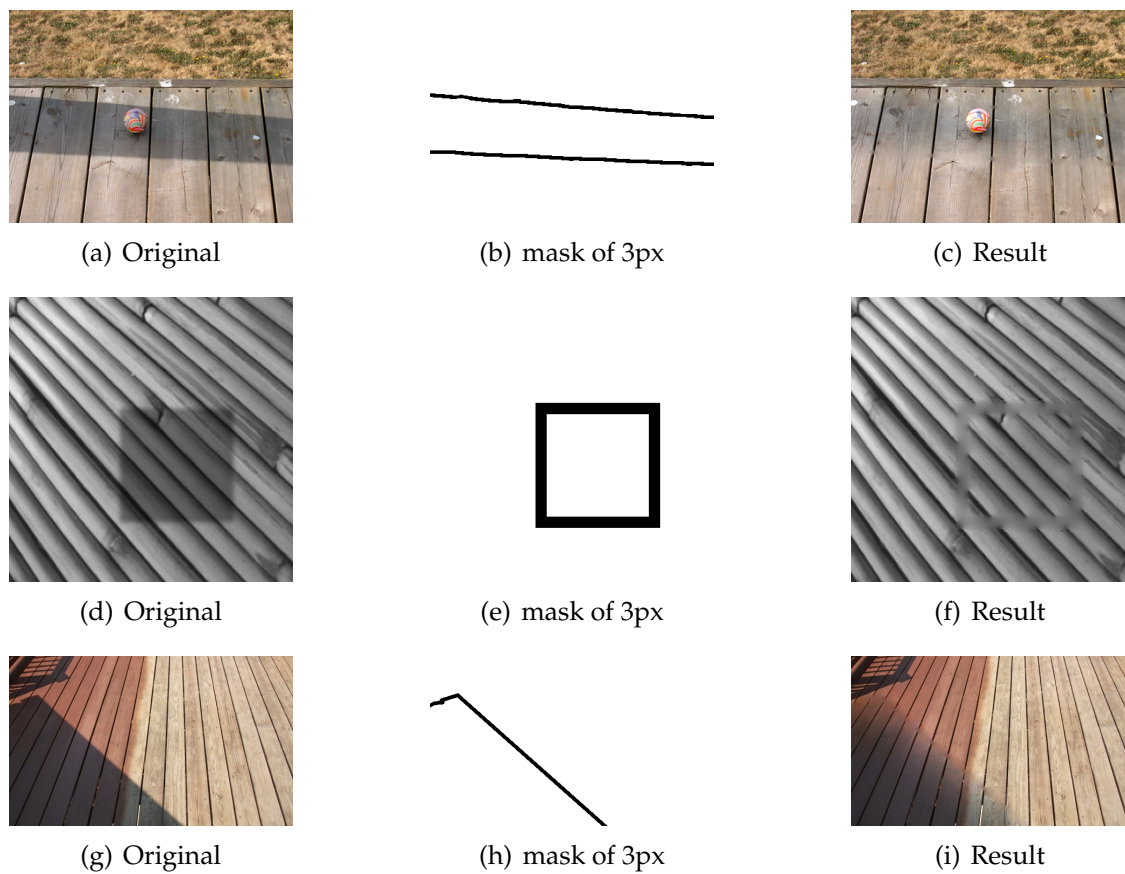 (a) Original
(b) mask of 3px
(c) Result
(d) Original
(e) mask of 3px
(f) Result
(g) Original
(h) mask of 3px
(i) Result